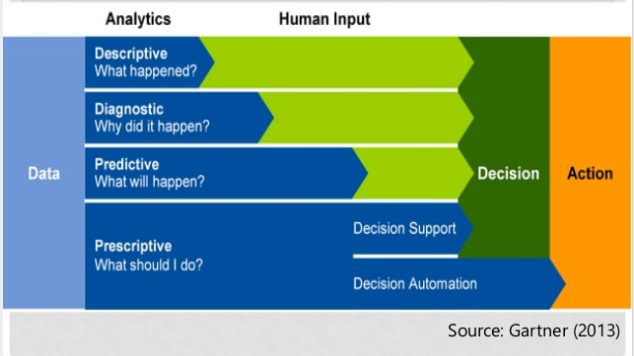 Analytics
Human Input
Descriptive
What happened?
Diagnostic
Why did it happen?
Predictive
What will happen?
Data
Decision
Action
Prescriptive
What should I do?
Decision Support
Decision Automation
Source: Gartner (2013)